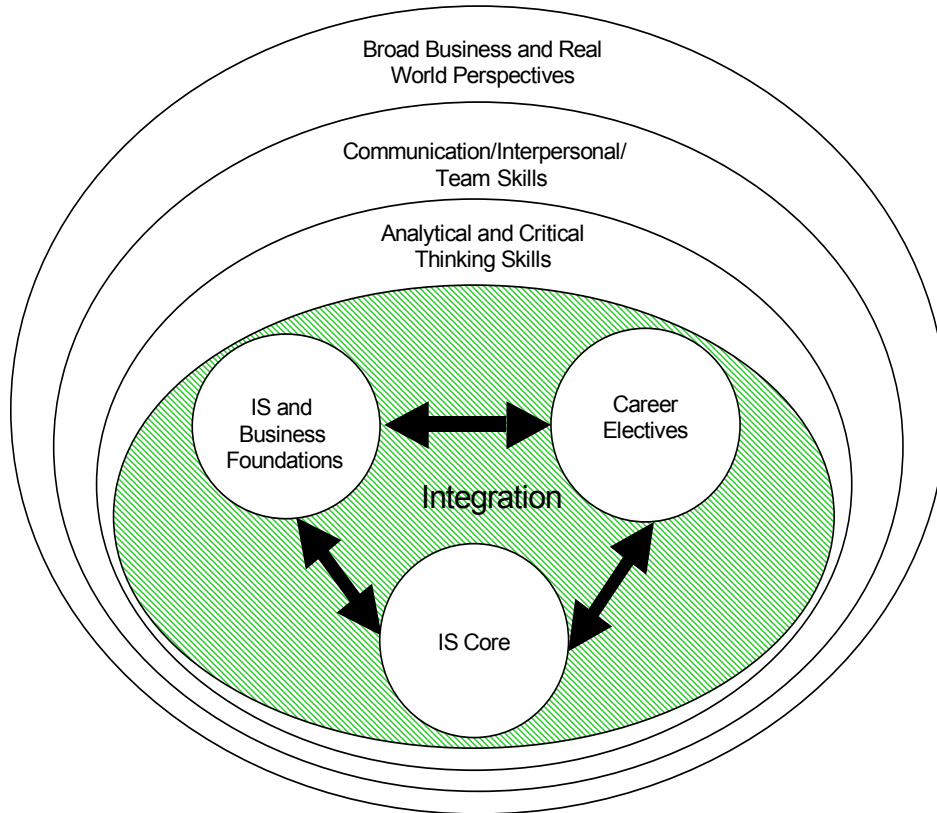 Broad Business and Real
World Perspectives
Communication/Interpersonal/
Team Skills
Analytical and Critical
Thinking Skills
IS and
Business
Foundations
Career
Electives
Integration
IS Core